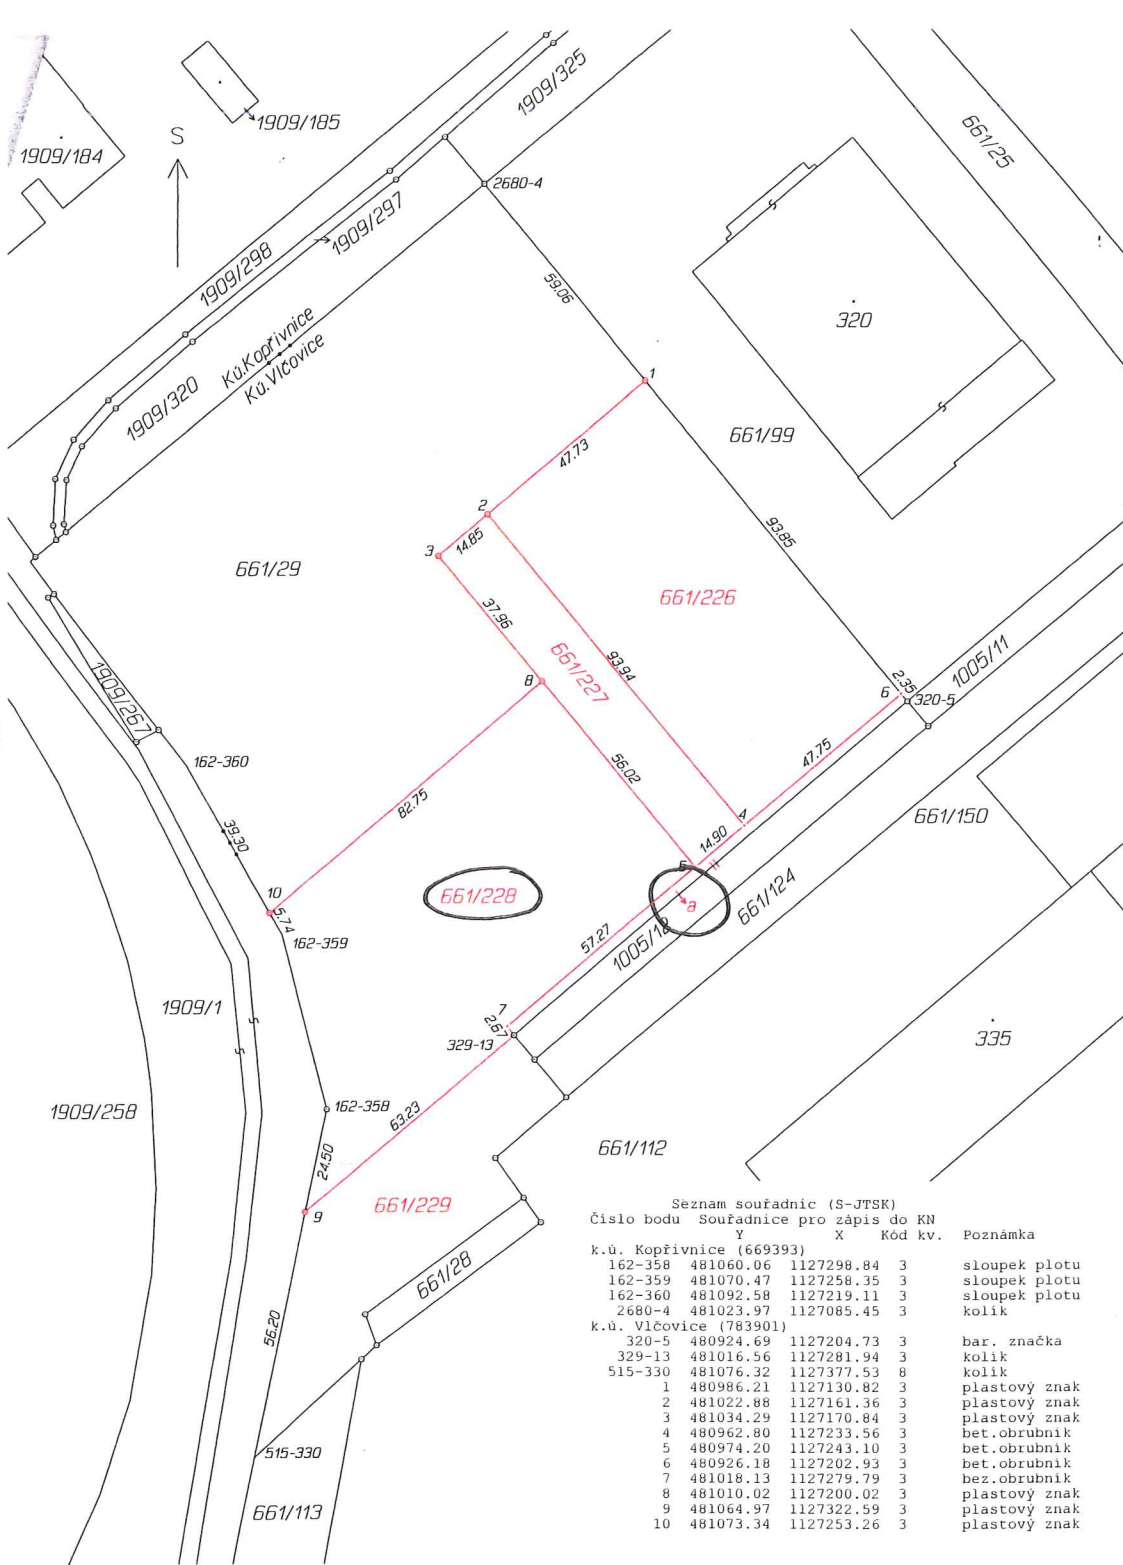 1909/325
1909/185
1909/184
S
661/25
2680-4
1909/297
1909/298
59.06
320
K.ú.Kopřivnice
K.ú.Vlčovice
1
1909/320
s
s
661/99
47.73
2
93.85
14.85
3
661/29
37.96
661/226
661/227
93.94
1005/11
1909/267
8
2.35
6
320-5
162-360
56.02
47.75
82.75
4
661/150
39.30
14.90
5
10
661/228
661/124
5.74
a
162-359
57.27
1005/12
1909/1
7
s
2.67
s
329-13
335
1909/258
162-358
63.23
661/112
24.50
661/229
9
661/28
56.20
515-330
661/113
Seznam souřadnic (S-JTSK)
Číslo bodu Souřadnice pro zápis do KN
Y X Kód kv. Poznámka
k.ú. Kopřivnice (669393)
162-358 481060.06 1127298.84 3 sloupek plotu
162-359 481070.47 1127258.35 3 sloupek plotu
162-360 481092.58 1127219.11 3 sloupek plotu
2680-4 481023.97 1127085.45 3 kolík
k.ú. Vlčovice (783901)
320-5 480924.69 1127204.73 3 bar. značka
329-13 481016.56 1127281.94 3 kolík
515-330 481076.32 1127377.53 8 kolík
1 480986.21 1127130.82 3 plastový znak
2 481022.88 1127161.36 3 plastový znak
3 481034.29 1127170.84 3 plastový znak
4 480962.80 1127233.56 3 bet.obrubník
5 480974.20 1127243.10 3 bet.obrubník
6 480926.18 1127202.93 3 bet.obrubník
7 481018.13 1127279.79 3 bez.obrubník
8 481010.02 1127200.02 3 plastový znak
9 481064.97 1127322.59 3 plastový znak
10 481073.34 1127253.26 3 plastový znak